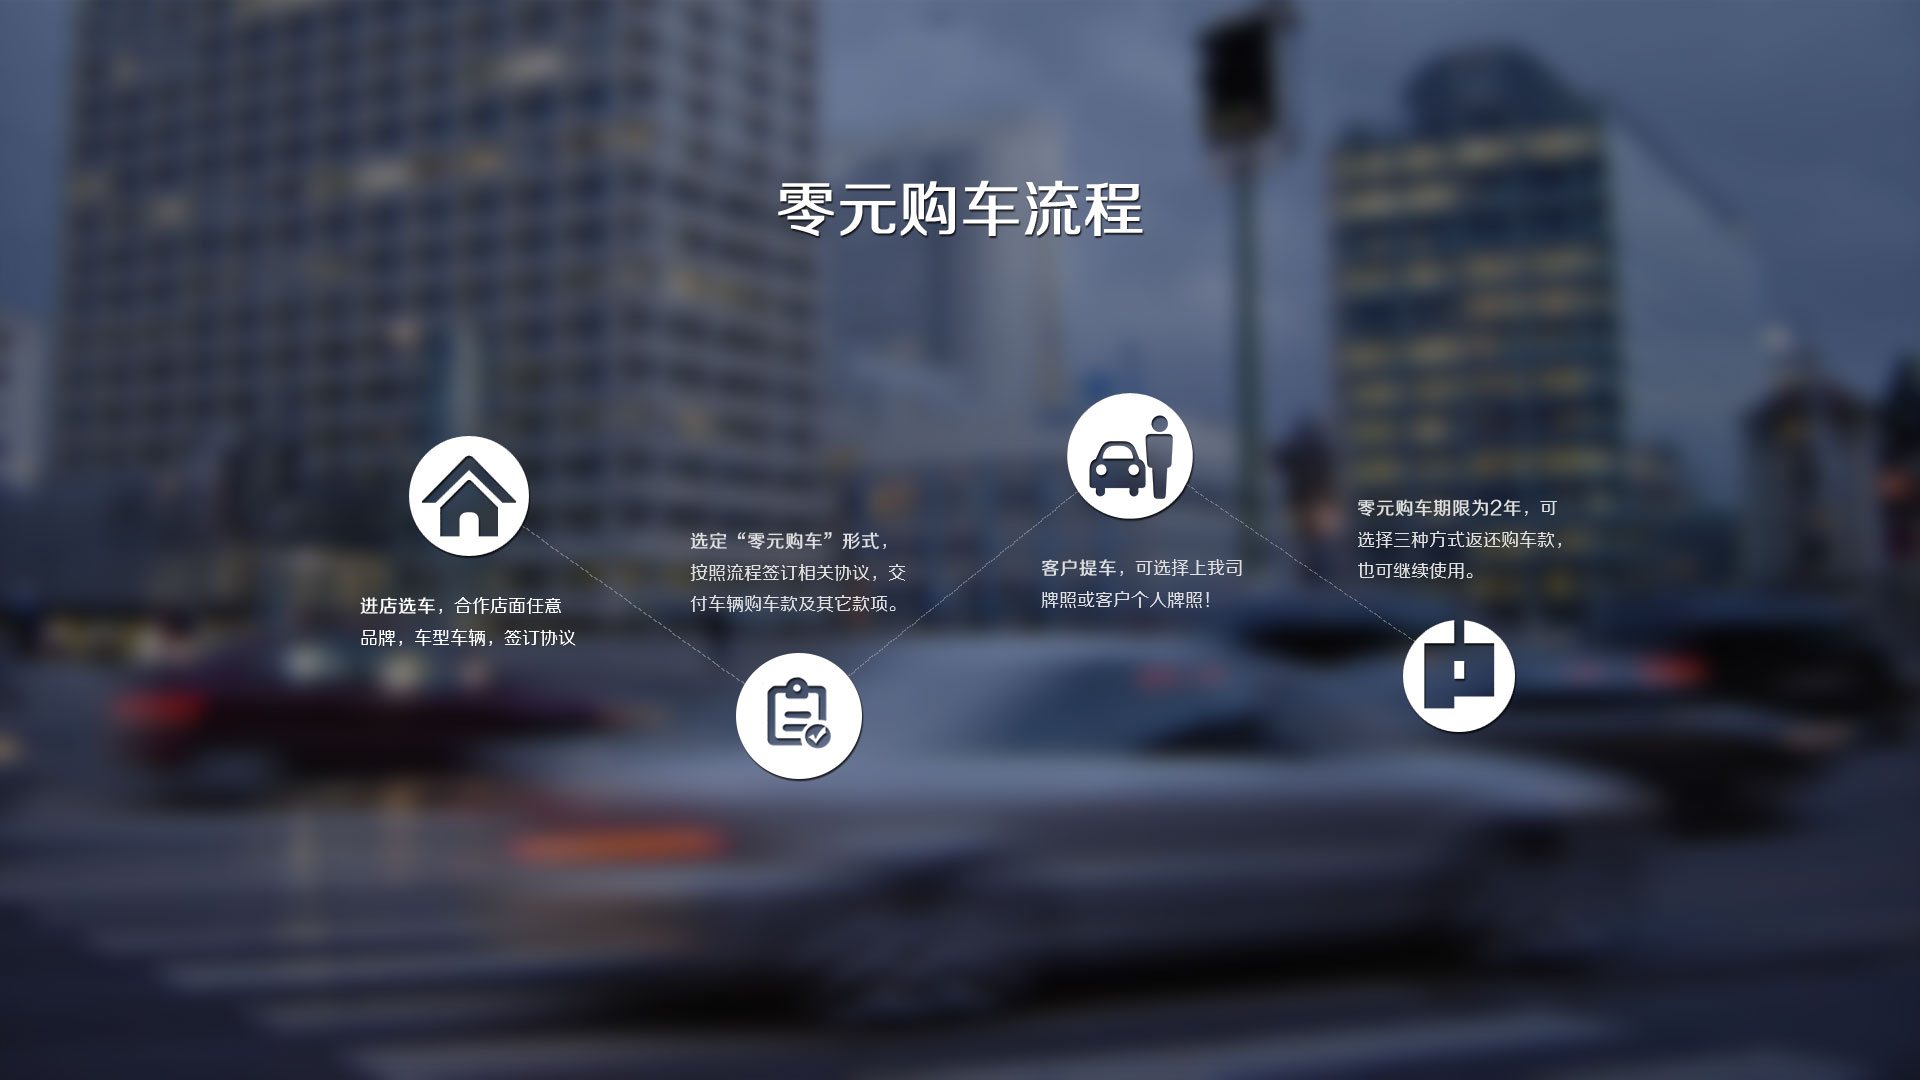 零元购车流程
进店选车，合作店面任意
品牌，车型车辆，签订协议
选定“零元购车”形式，
按照流程签订相关协议，交
付车辆购车款及其它款项。
客户提车，可选择上我司
牌照或客户个人牌照！
零元购车期限为2年，可
选择三种方式返还购车款，
也可继续使用。